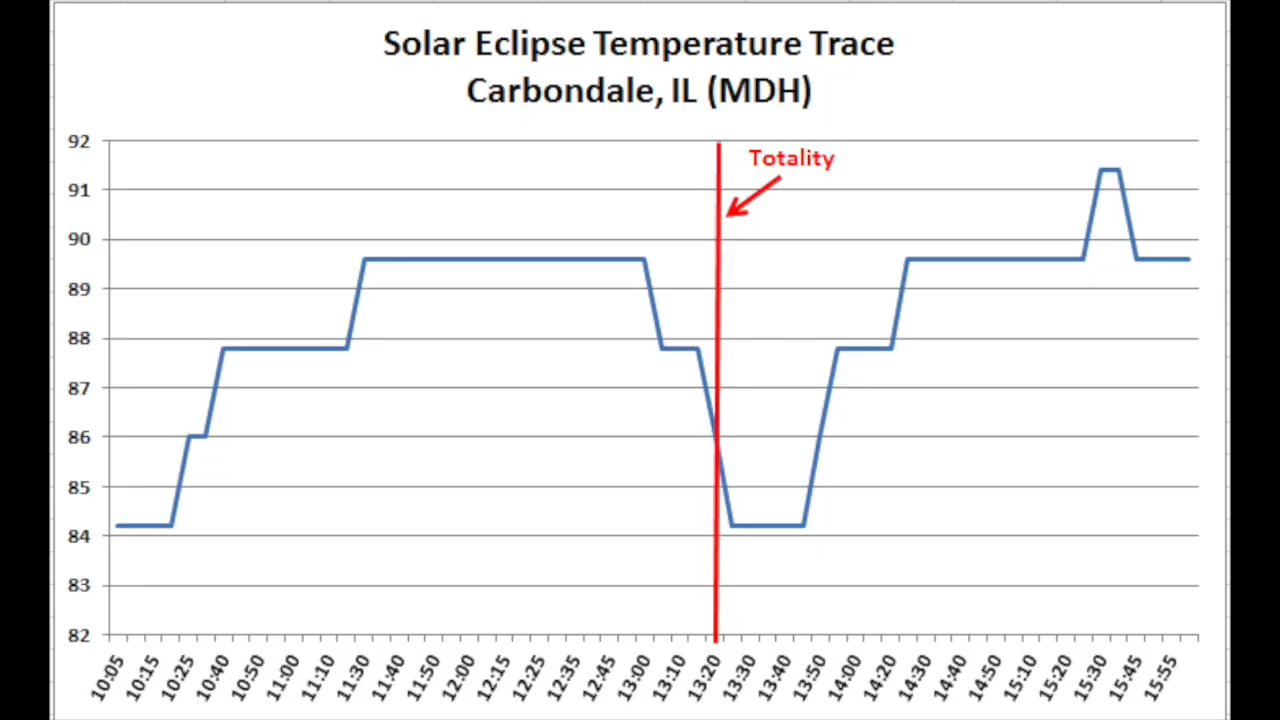 Solar Eclipse Temperature Trace
Carbondale, IL (MDH)
Totality
92
91
90
89
88
87
86
85
84
83
82
10:05 10:15 10:25 10:40 10:50 11:00 11:10 11:30 11:40 11:50 12:00 12:15 12:25 12:35 12:45 13:00 13:10 13:20 13:30 13:40 13:50 14:00 14:20 14:30 14:40 14:50 15:10 15:20 15:30 15:45 15:55